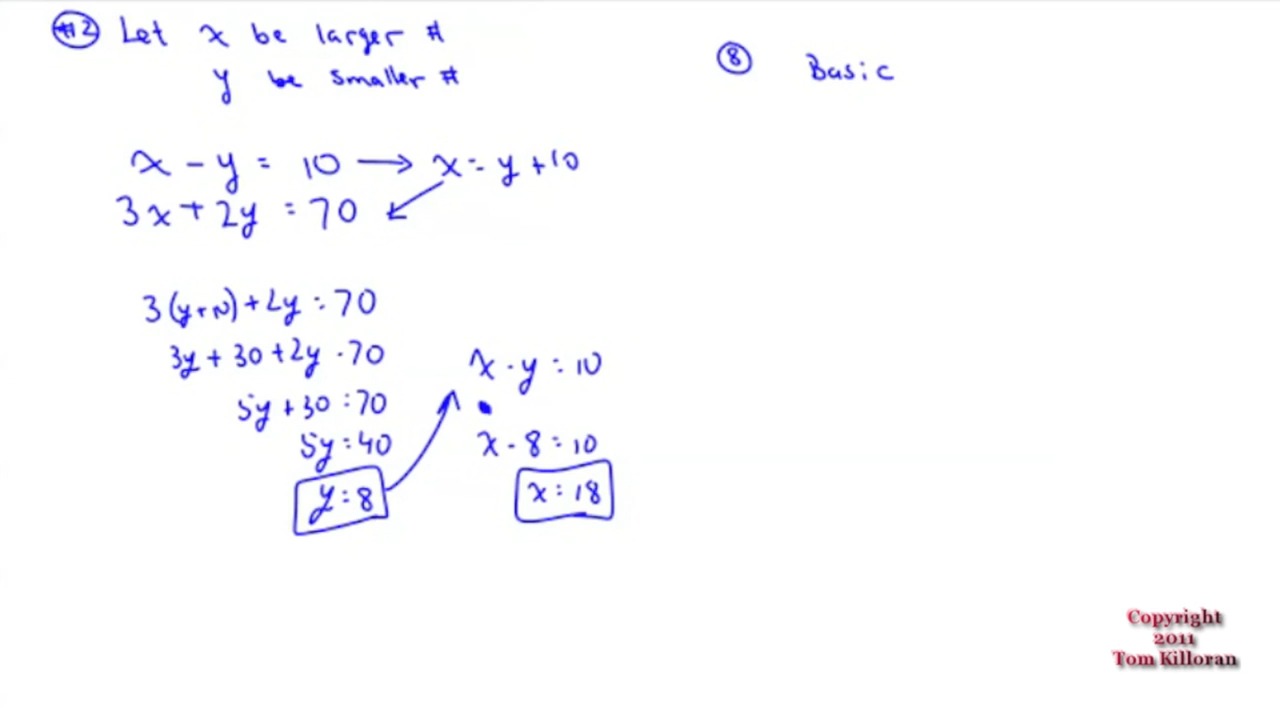 #2 Let x be larger #
y be smaller #
x - y = 10 → x = y + 10
3x + 2y = 70
3(y+10) + 2y = 70
3y + 30 + 2y = 70
5y + 30 = 70
5y = 40
y = 8
x - y = 10
x - 8 = 10
x = 18
8 Basic
Copyright
2011
Tom Killoran